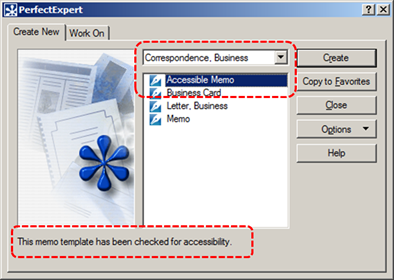 PerfectExpert
Create New
Work On
Correspondence, Business
Create
Accessible Memo
Copy to Favorites
Business Card
Letter, Business
Close
Memo
Options
Help
This memo template has been checked for accessibility.